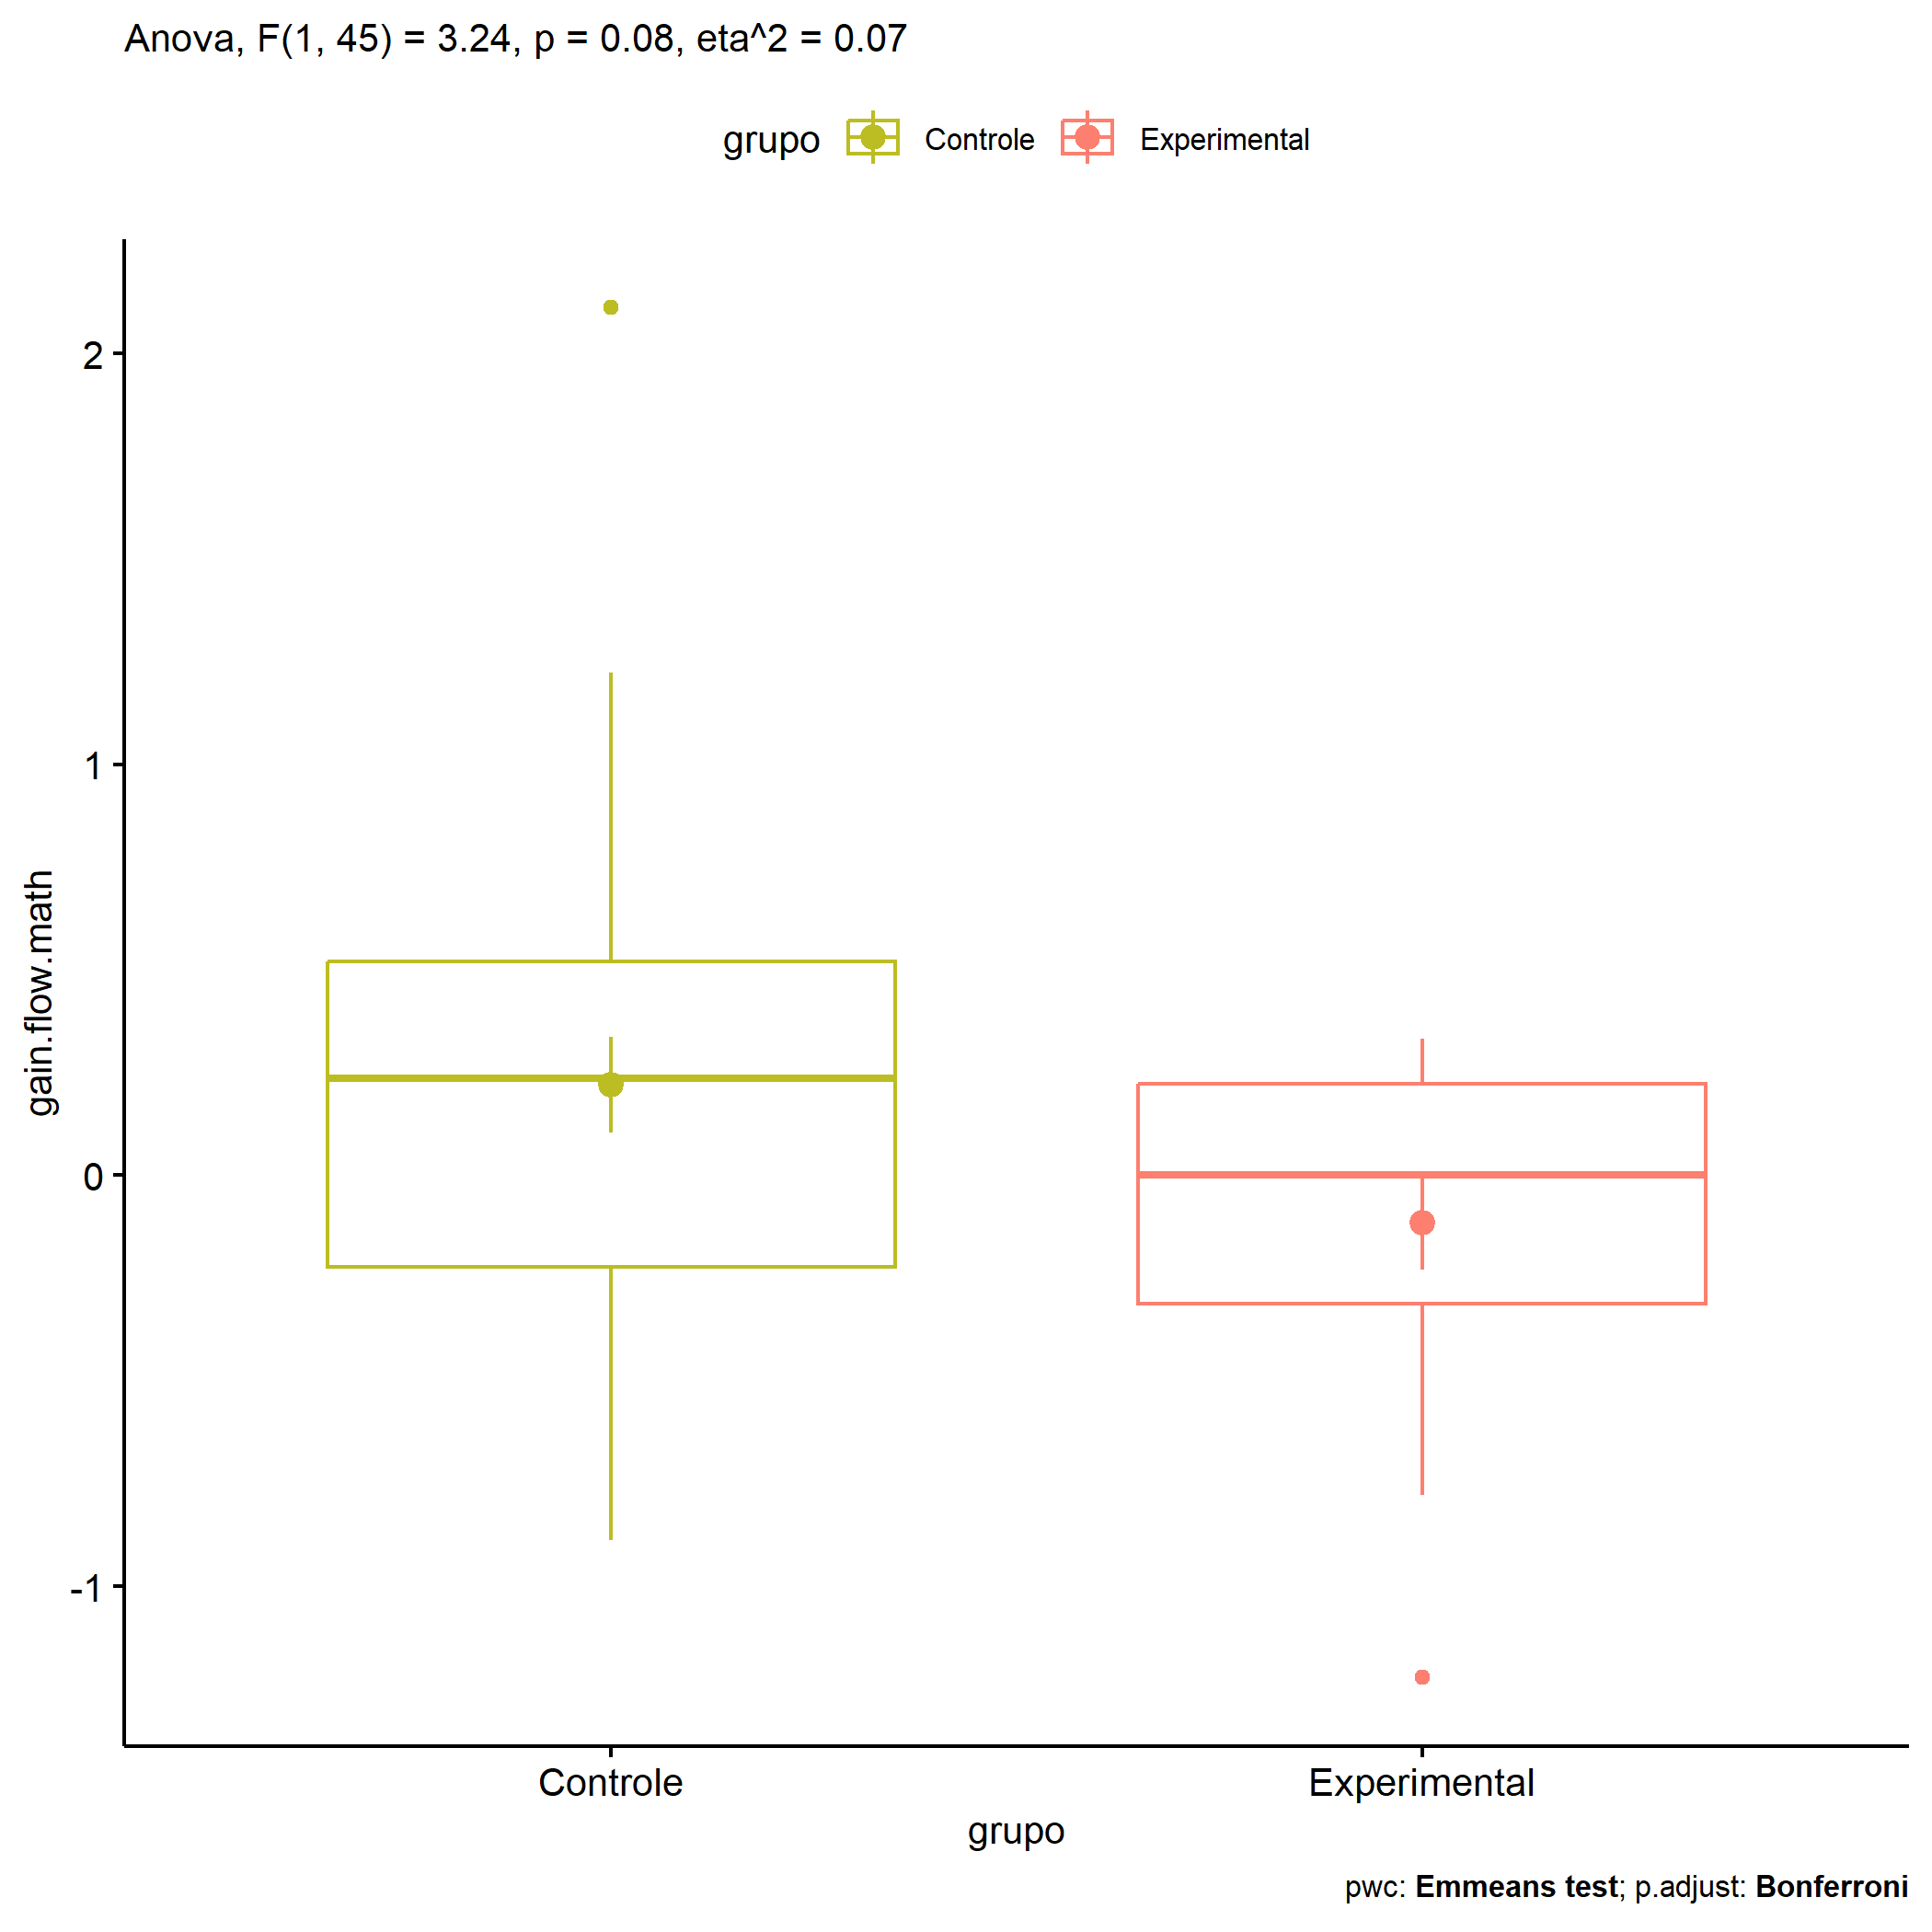 Anova, F(1, 45) = 3.24, p = 0.08, eta^2 = 0.07
grupo Controle Experimental
gain.flow.math
2
1
0
-1
Controle Experimental
grupo
pwc: Emmeans test; p.adjust: Bonferroni